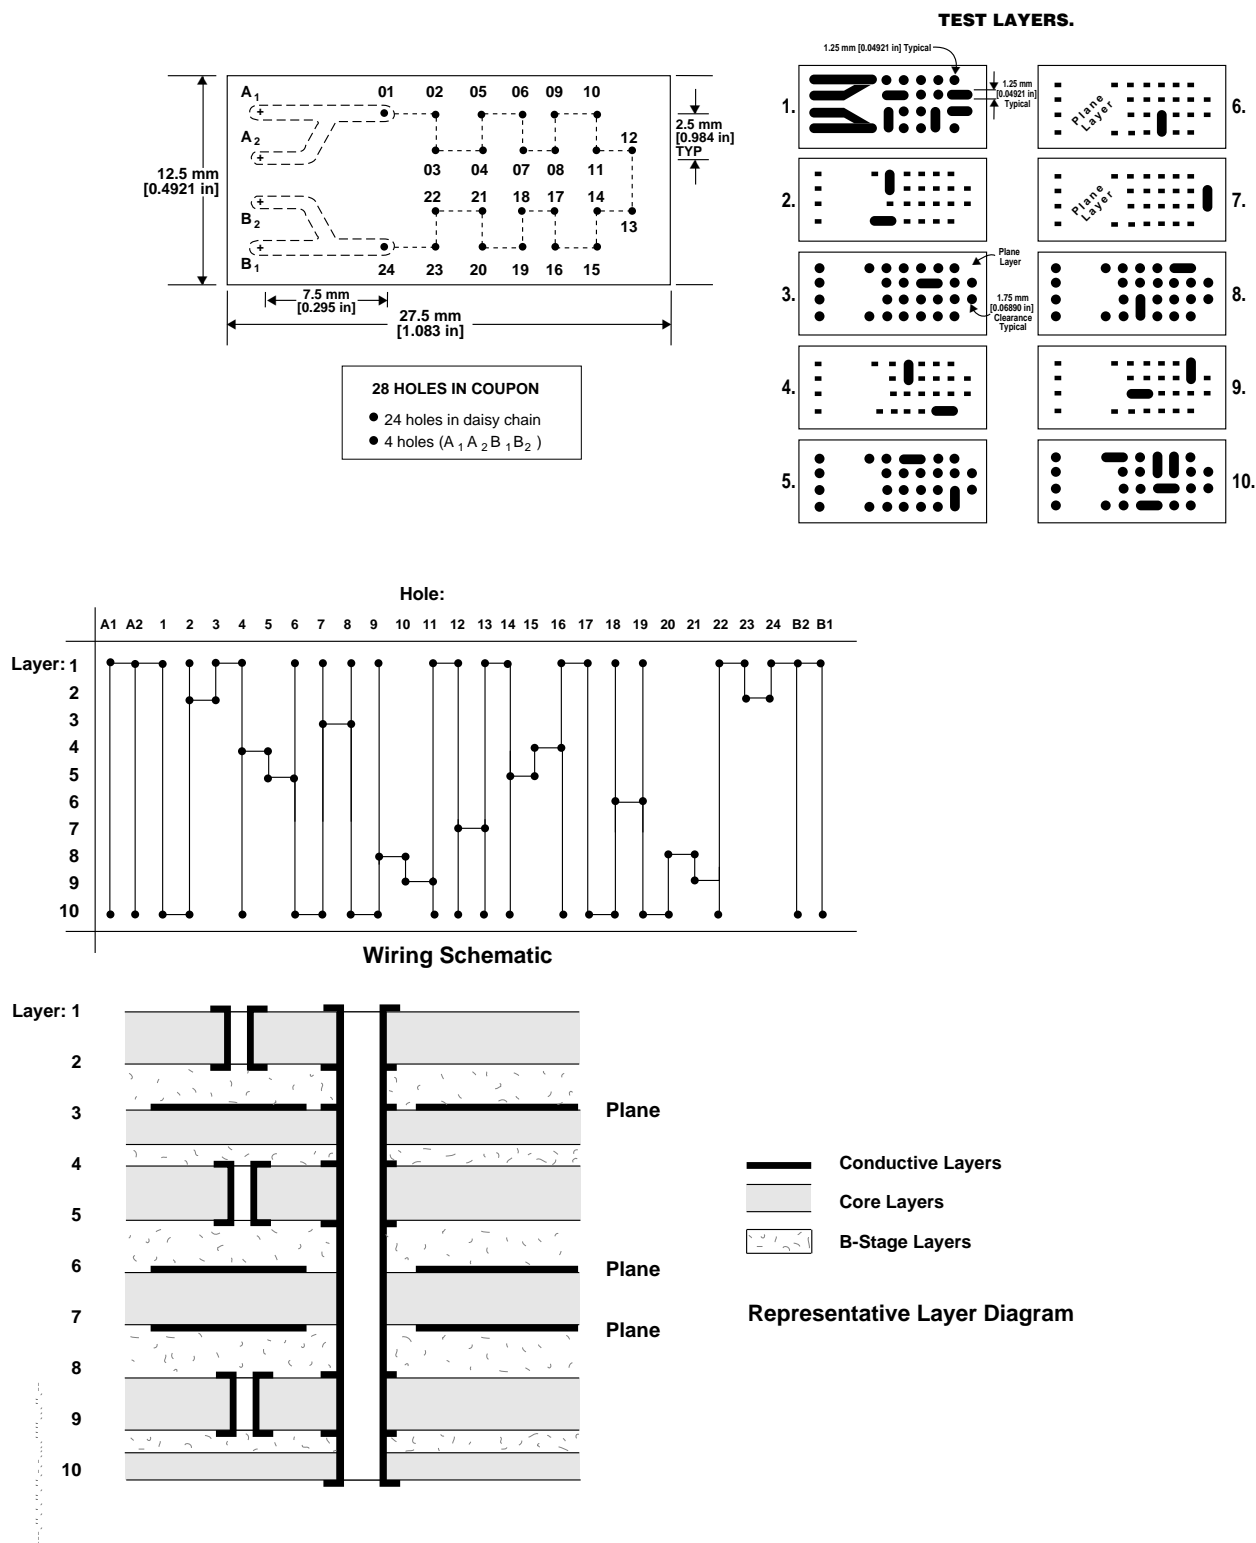 TEST LAYERS.
1.25 mm [0.04921 in] Typical
1.25 mm
[0.04921 in]
Typical
1.
2.
3.
4.
5.
6.
7.
8.
9.
10.
Plane
Layer
Plane
Layer
Plane
Layer
1.75 mm
[0.06890 in]
Clearance
Typical
A1
A2
B2
B1
01 02 05 06 09 10
12
03 04 07 08 11
22 21 18 17 14
13
24 23 20 19 16 15
12.5 mm
[0.4921 in]
2.5 mm
[0.984 in]
TYP
7.5 mm
[0.295 in]
27.5 mm
[1.083 in]
28 HOLES IN COUPON
● 24 holes in daisy chain
● 4 holes (A1 A2 B1 B2)
Hole:
A1 A2 1 2 3 4 5 6 7 8 9 10 11 12 13 14 15 16 17 18 19 20 21 22 23 24 B2 B1
Layer: 1
2
3
4
5
6
7
8
9
10
Wiring Schematic
Layer: 1
2
3
4
5
6
7
8
9
10
Plane
Plane
Plane
Conductive Layers
Core Layers
B-Stage Layers
Representative Layer Diagram